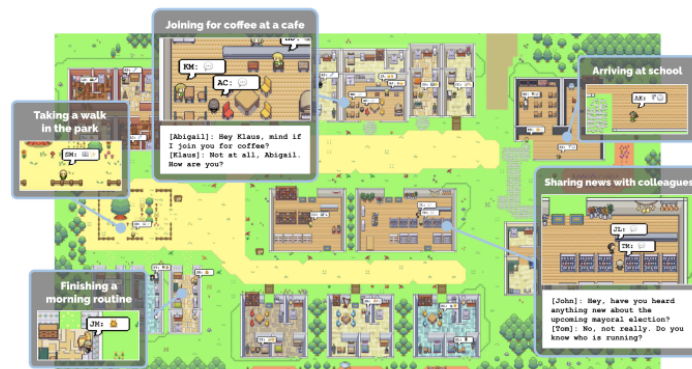 Joining for coffee at a cafe
KM:
AC:
[Abigail]: Hey Klaus, mind if
I join you for coffee?
[Klaus]: Not at all, Abigail.
How are you?
Arriving at school
AK:
Taking a walk
in the park
SM:
Sharing news with colleagues
JL:
TM:
[John]: Hey, have you heard
anything new about the
upcoming mayoral election?
[Tom]: No, not really. Do you
know who is running?
Finishing a
morning routine
JM: